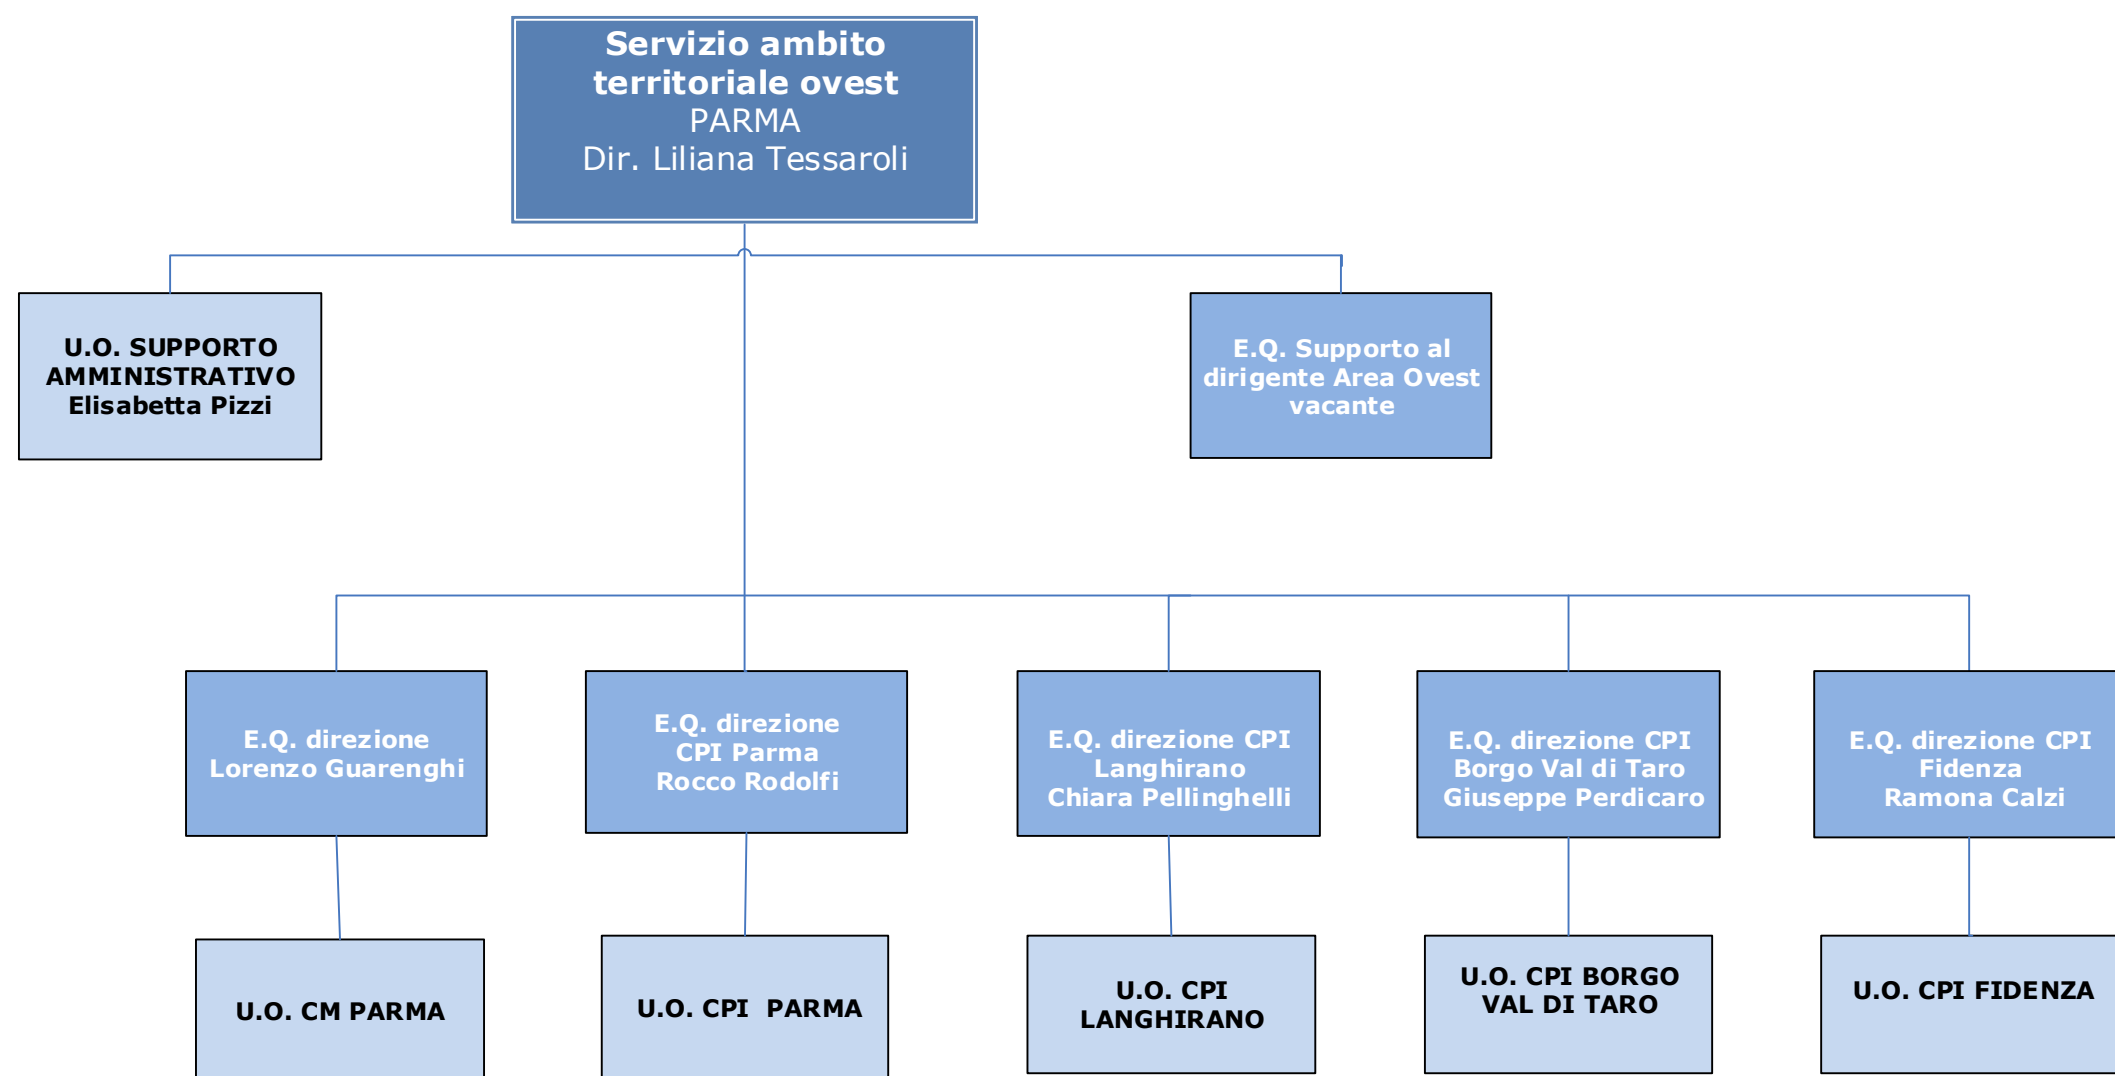 Servizio ambito
territoriale ovest
PARMA
Dir. Liliana Tessaroli
U.O. SUPPORTO
AMMINISTRATIVO
Elisabetta Pizzi
E.Q. Supporto al
dirigente Area Ovest
vacante
E.Q. direzione
Lorenzo Guarenghi
E.Q. direzione
CPI Parma
Rocco Rodolfi
E.Q. direzione CPI
Langhirano
Chiara Pellinghelli
E.Q. direzione CPI
Borgo Val di Taro
Giuseppe Perdicaro
E.Q. direzione CPI
Fidenza
Ramona Calzi
U.O. CM PARMA
U.O. CPI  PARMA
U.O. CPI
LANGHIRANO
U.O. CPI BORGO
VAL DI TARO
U.O. CPI FIDENZA